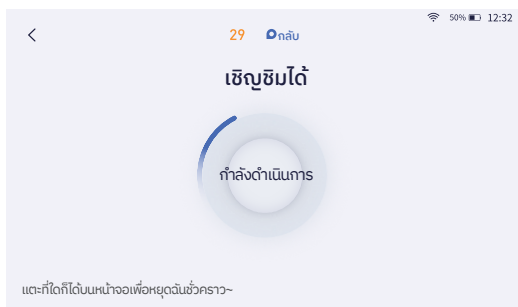 50% 12:32
29 กลับ
เชิญชิมได้
กำลังดำเนินการ
แตะที่ใดก็ได้บนหน้าจอเพื่อหยุดฉันชั่วคราว~